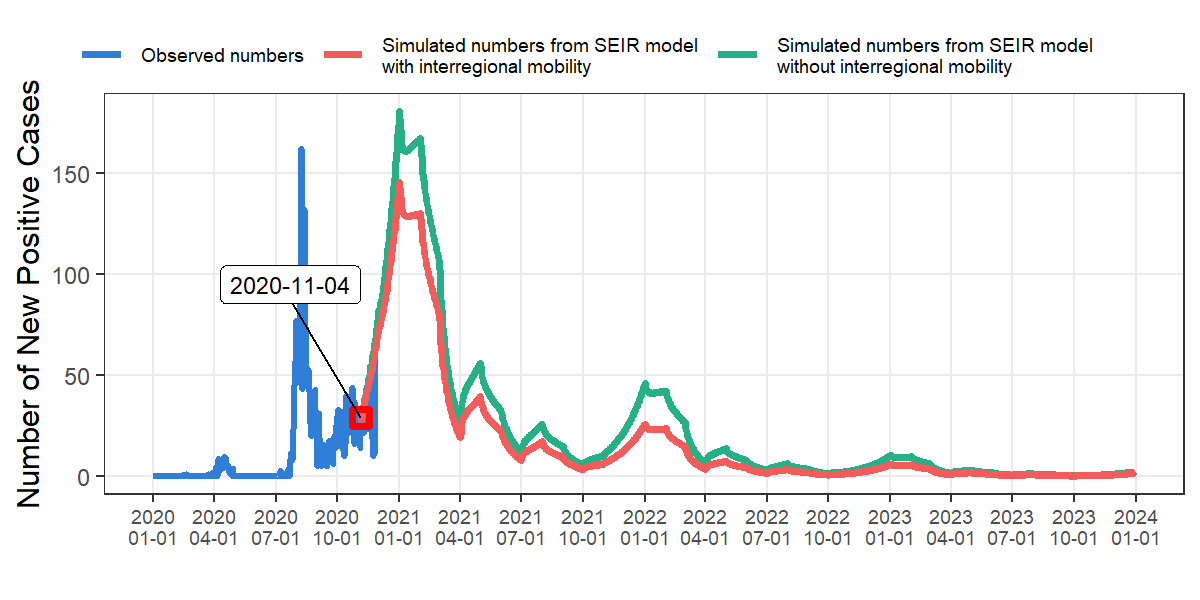 Observed numbers
Simulated numbers from SEIR model
with interregional mobility
Simulated numbers from SEIR model
without interregional mobility
Number of New Positive Cases
150
100
50
0
2020-11-04
2020 2020 2020 2020 2021 2021 2021 2021 2022 2022 2022 2022 2023 2023 2023 2023 2024
01-01 04-01 07-01 10-01 01-01 04-01 07-01 10-01 01-01 04-01 07-01 10-01 01-01 04-01 07-01 10-01 01-01